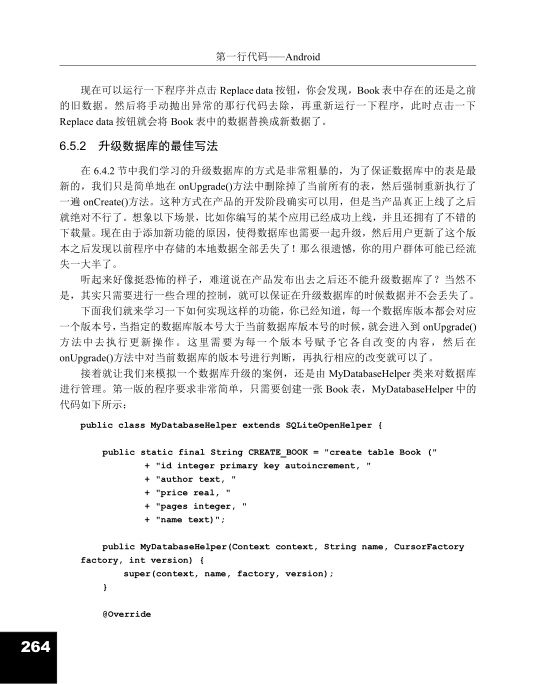 第一行代码——Android
现在可以运行一下程序并点击 Replace data 按钮，你会发现，Book 表中存在的还是之前
的旧数据。然后将手动抛出异常的那行代码去除，再重新运行一下程序，此时点击一下
Replace data 按钮就会将 Book 表中的数据替换成新数据了。
6.5.2 升级数据库的最佳写法
在 6.4.2 节中我们学习的升级数据库的方式是非常粗暴的，为了保证数据库中的表是最
新的，我们只是简单地在 onUpgrade()方法中删除掉了当前所有的表，然后强制重新执行了
一遍 onCreate()方法。这种方式在产品的开发阶段确实可以用，但是当产品真正上线了之后
就绝对不行了。想象以下场景，比如你编写的某个应用已经成功上线，并且还拥有了不错的
下载量。现在由于添加新功能的原因，使得数据库也需要一起升级，然后用户更新了这个版
本之后发现以前程序中存储的本地数据全部丢失了！那么很遗憾，你的用户群体可能已经流
失一大半了。
听起来好像挺恐怖的样子，难道说在产品发布出去之后还不能升级数据库了？当然不
是，其实只需要进行一些合理的控制，就可以保证在升级数据库的时候数据并不会丢失了。
下面我们就来学习一下如何实现这样的功能，你已经知道，每一个数据库版本都会对应
一个版本号，当指定的数据库版本号大于当前数据库版本号的时候，就会进入到 onUpgrade()
方法中去执行更新操作。这里需要为每一个版本号赋予它各自改变的内容，然后在
onUpgrade()方法中对当前数据库的版本号进行判断，再执行相应的改变就可以了。
接着就让我们来模拟一个数据库升级的案例，还是由 MyDatabaseHelper 类来对数据库
进行管理。第一版的程序要求非常简单，只需要创建一张 Book 表，MyDatabaseHelper 中的
代码如下所示：
public class MyDatabaseHelper extends SQLiteOpenHelper {
public static final String CREATE_BOOK = "create table Book ("
+ "id integer primary key autoincrement, "
+ "author text, "
+ "price real, "
+ "pages integer, "
+ "name text)";
public MyDatabaseHelper(Context context, String name, CursorFactory
factory, int version) {
super(context, name, factory, version);
}
@Override
264